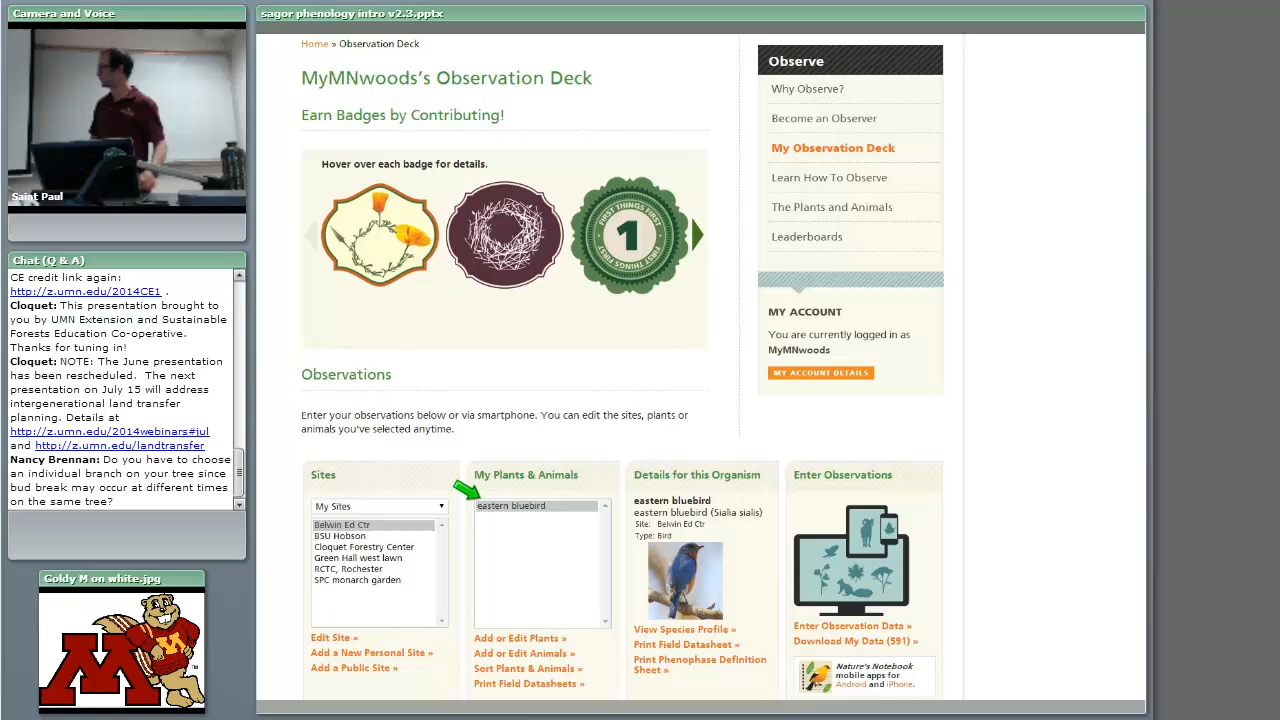 Camera and Voice
Saint Paul
Chat (Q & A)
CE credit link again:
http://z.umn.edu/2014CE1 .
Cloquet: This presentation brought to
you by UMN Extension and Sustainable
Forests Education Co-operative.
Thanks for tuning in!
Cloquet: NOTE: The June presentation
has been rescheduled. The next
presentation on July 15 will address
intergenerational land transfer
planning. Details at
http://z.umn.edu/2014webinars#jul
and http://z.umn.edu/landtransfer
Nancy Brennan: Do you have to choose
an individual branch on your tree since
bud break may occur at different times
on the same tree?
Goldy M on white.jpg
M
M
TM
sagor phenology intro v2.3.pptx
Home » Observation Deck
MyMNwoods's Observation Deck
Earn Badges by Contributing!
Hover over each badge for details.
FIRST THINGS FIRST
1
FIRST THINGS FIRST
Observations
Enter your observations below or via smartphone. You can edit the sites, plants or
animals you've selected anytime.
Sites
My Sites
Belwin Ed Ctr
BSU Hobson
Cloquet Forestry Center
Green Hall west lawn
RCTC, Rochester
SPC monarch garden
Edit Site »
Add a New Personal Site »
Add a Public Site »
My Plants & Animals
eastern bluebird
Add or Edit Plants »
Add or Edit Animals »
Sort Plants & Animals »
Print Field Datasheets »
Details for this Organism
eastern bluebird
eastern bluebird (Sialia sialis)
Site: Belwin Ed Ctr
Type: Bird
View Species Profile »
Print Field Datasheet »
Print Phenophase Definition
Sheet »
Enter Observations
Enter Observation Data »
Download My Data (591) »
Nature's Notebook
mobile apps for
Android and iPhone.
Observe
Why Observe?
Become an Observer
My Observation Deck
Learn How To Observe
The Plants and Animals
Leaderboards
MY ACCOUNT
You are currently logged in as
MyMNwoods
MY ACCOUNT DETAILS